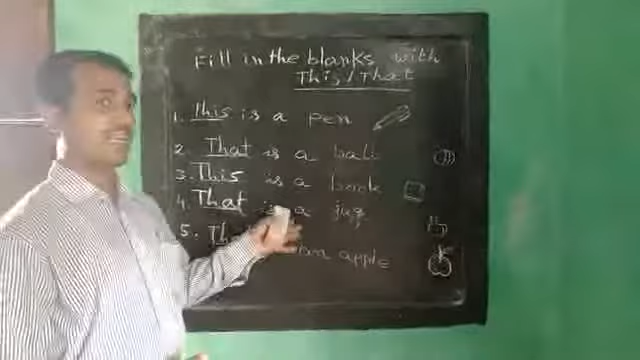 Fill in the blanks with
This / That
1. This is a pen
2. That is a ball
3. This is a book
4. That is a jug
5. an apple